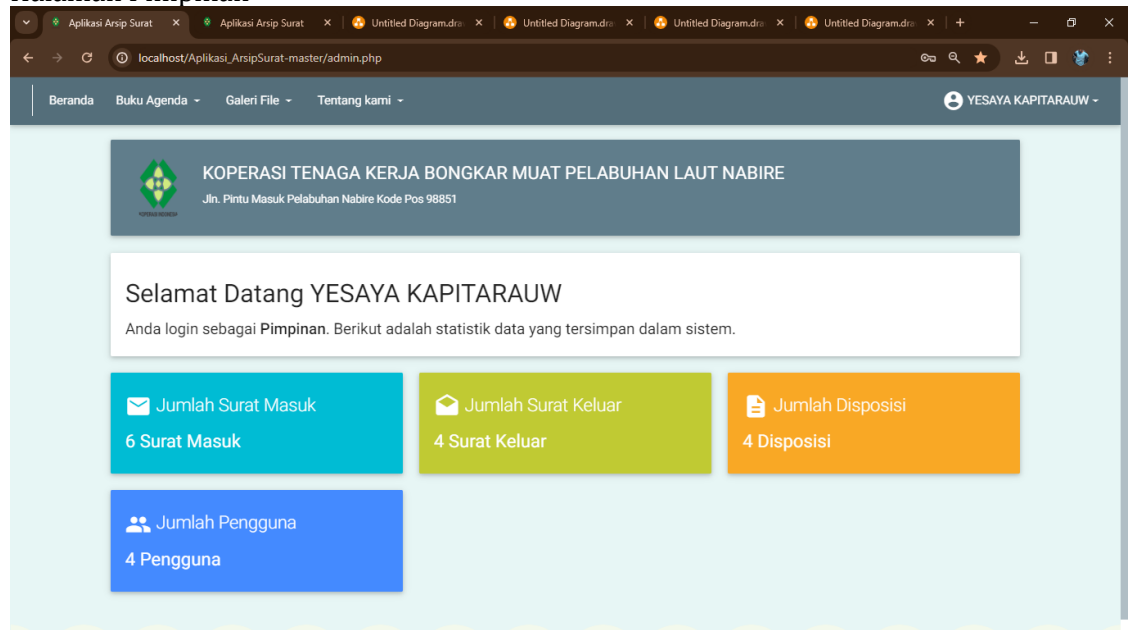 Halaman Pimpinan
Aplikasi Arsip Surat
Aplikasi Arsip Surat
Untitled Diagram.dra
Untitled Diagram.dra
Untitled Diagram.dra
Untitled Diagram.dra
localhost/Aplikasi_ArsipSurat-master/admin.php
Beranda Buku Agenda Galeri File Tentang kami YESAYA KAPITARAUW
KOPERASI TENAGA KERJA BONGKAR MUAT PELABUHAN LAUT NABIRE
Jln. Pintu Masuk Pelabuhan Nabire Kode Pos 98851
KOPERASI INDONESIA
Selamat Datang YESAYA KAPITARAUW
Anda login sebagai Pimpinan. Berikut adalah statistik data yang tersimpan dalam sistem.
Jumlah Surat Masuk
6 Surat Masuk
Jumlah Surat Keluar
4 Surat Keluar
Jumlah Disposisi
4 Disposisi
Jumlah Pengguna
4 Pengguna